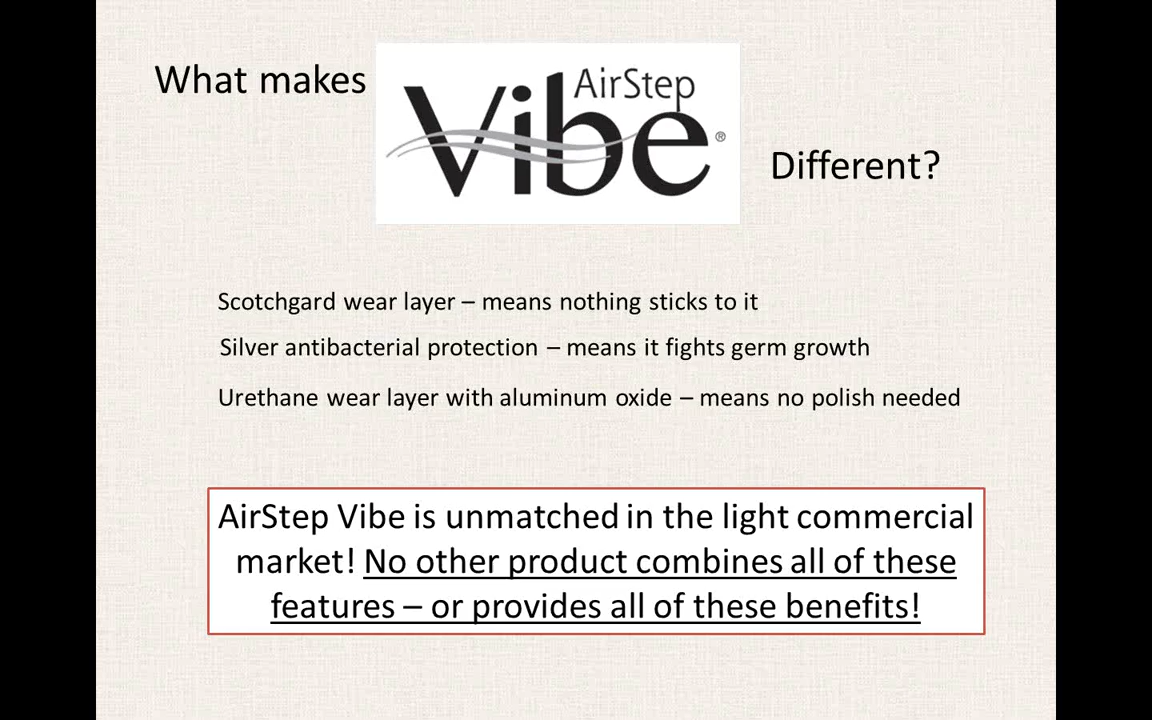 What makes
AirStep
Vibe®
Different?
Scotchgard wear layer – means nothing sticks to it
Silver antibacterial protection – means it fights germ growth
Urethane wear layer with aluminum oxide – means no polish needed
AirStep Vibe is unmatched in the light commercial
market! No other product combines all of these
features – or provides all of these benefits!